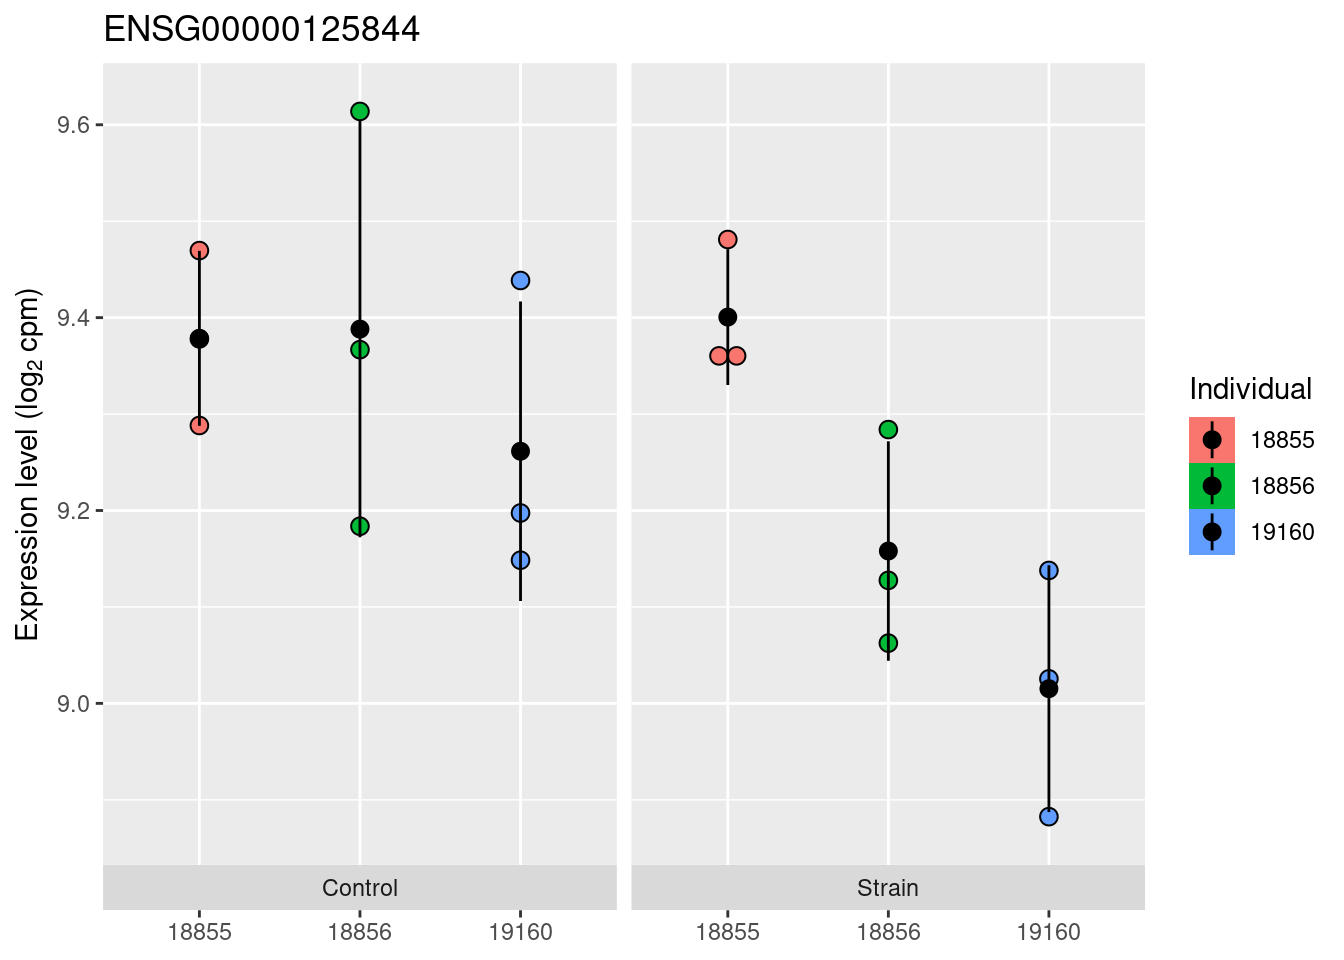 ENSG00000125844
Expression level (log₂ cpm)
9.6
9.4
9.2
9.0
Control
Strain
18855 18856 19160 18855 18856 19160
Individual
18855
18856
19160